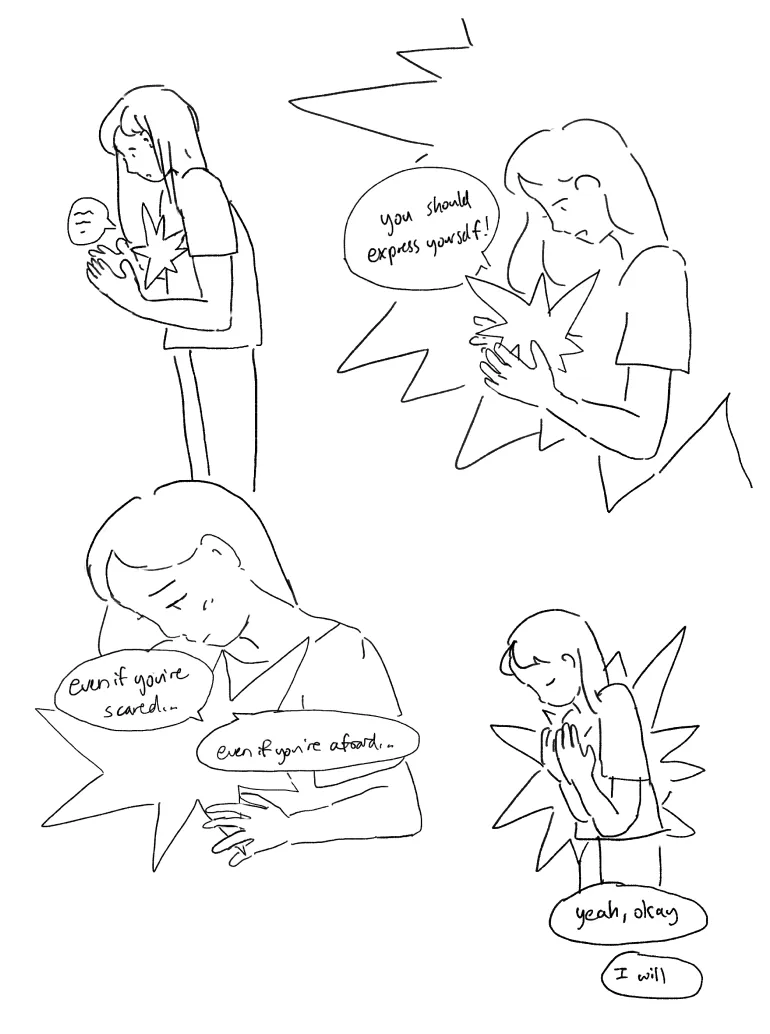 you should
express yourself!
even if you're
scared...
even if you're afraid...
yeah, okay
I will